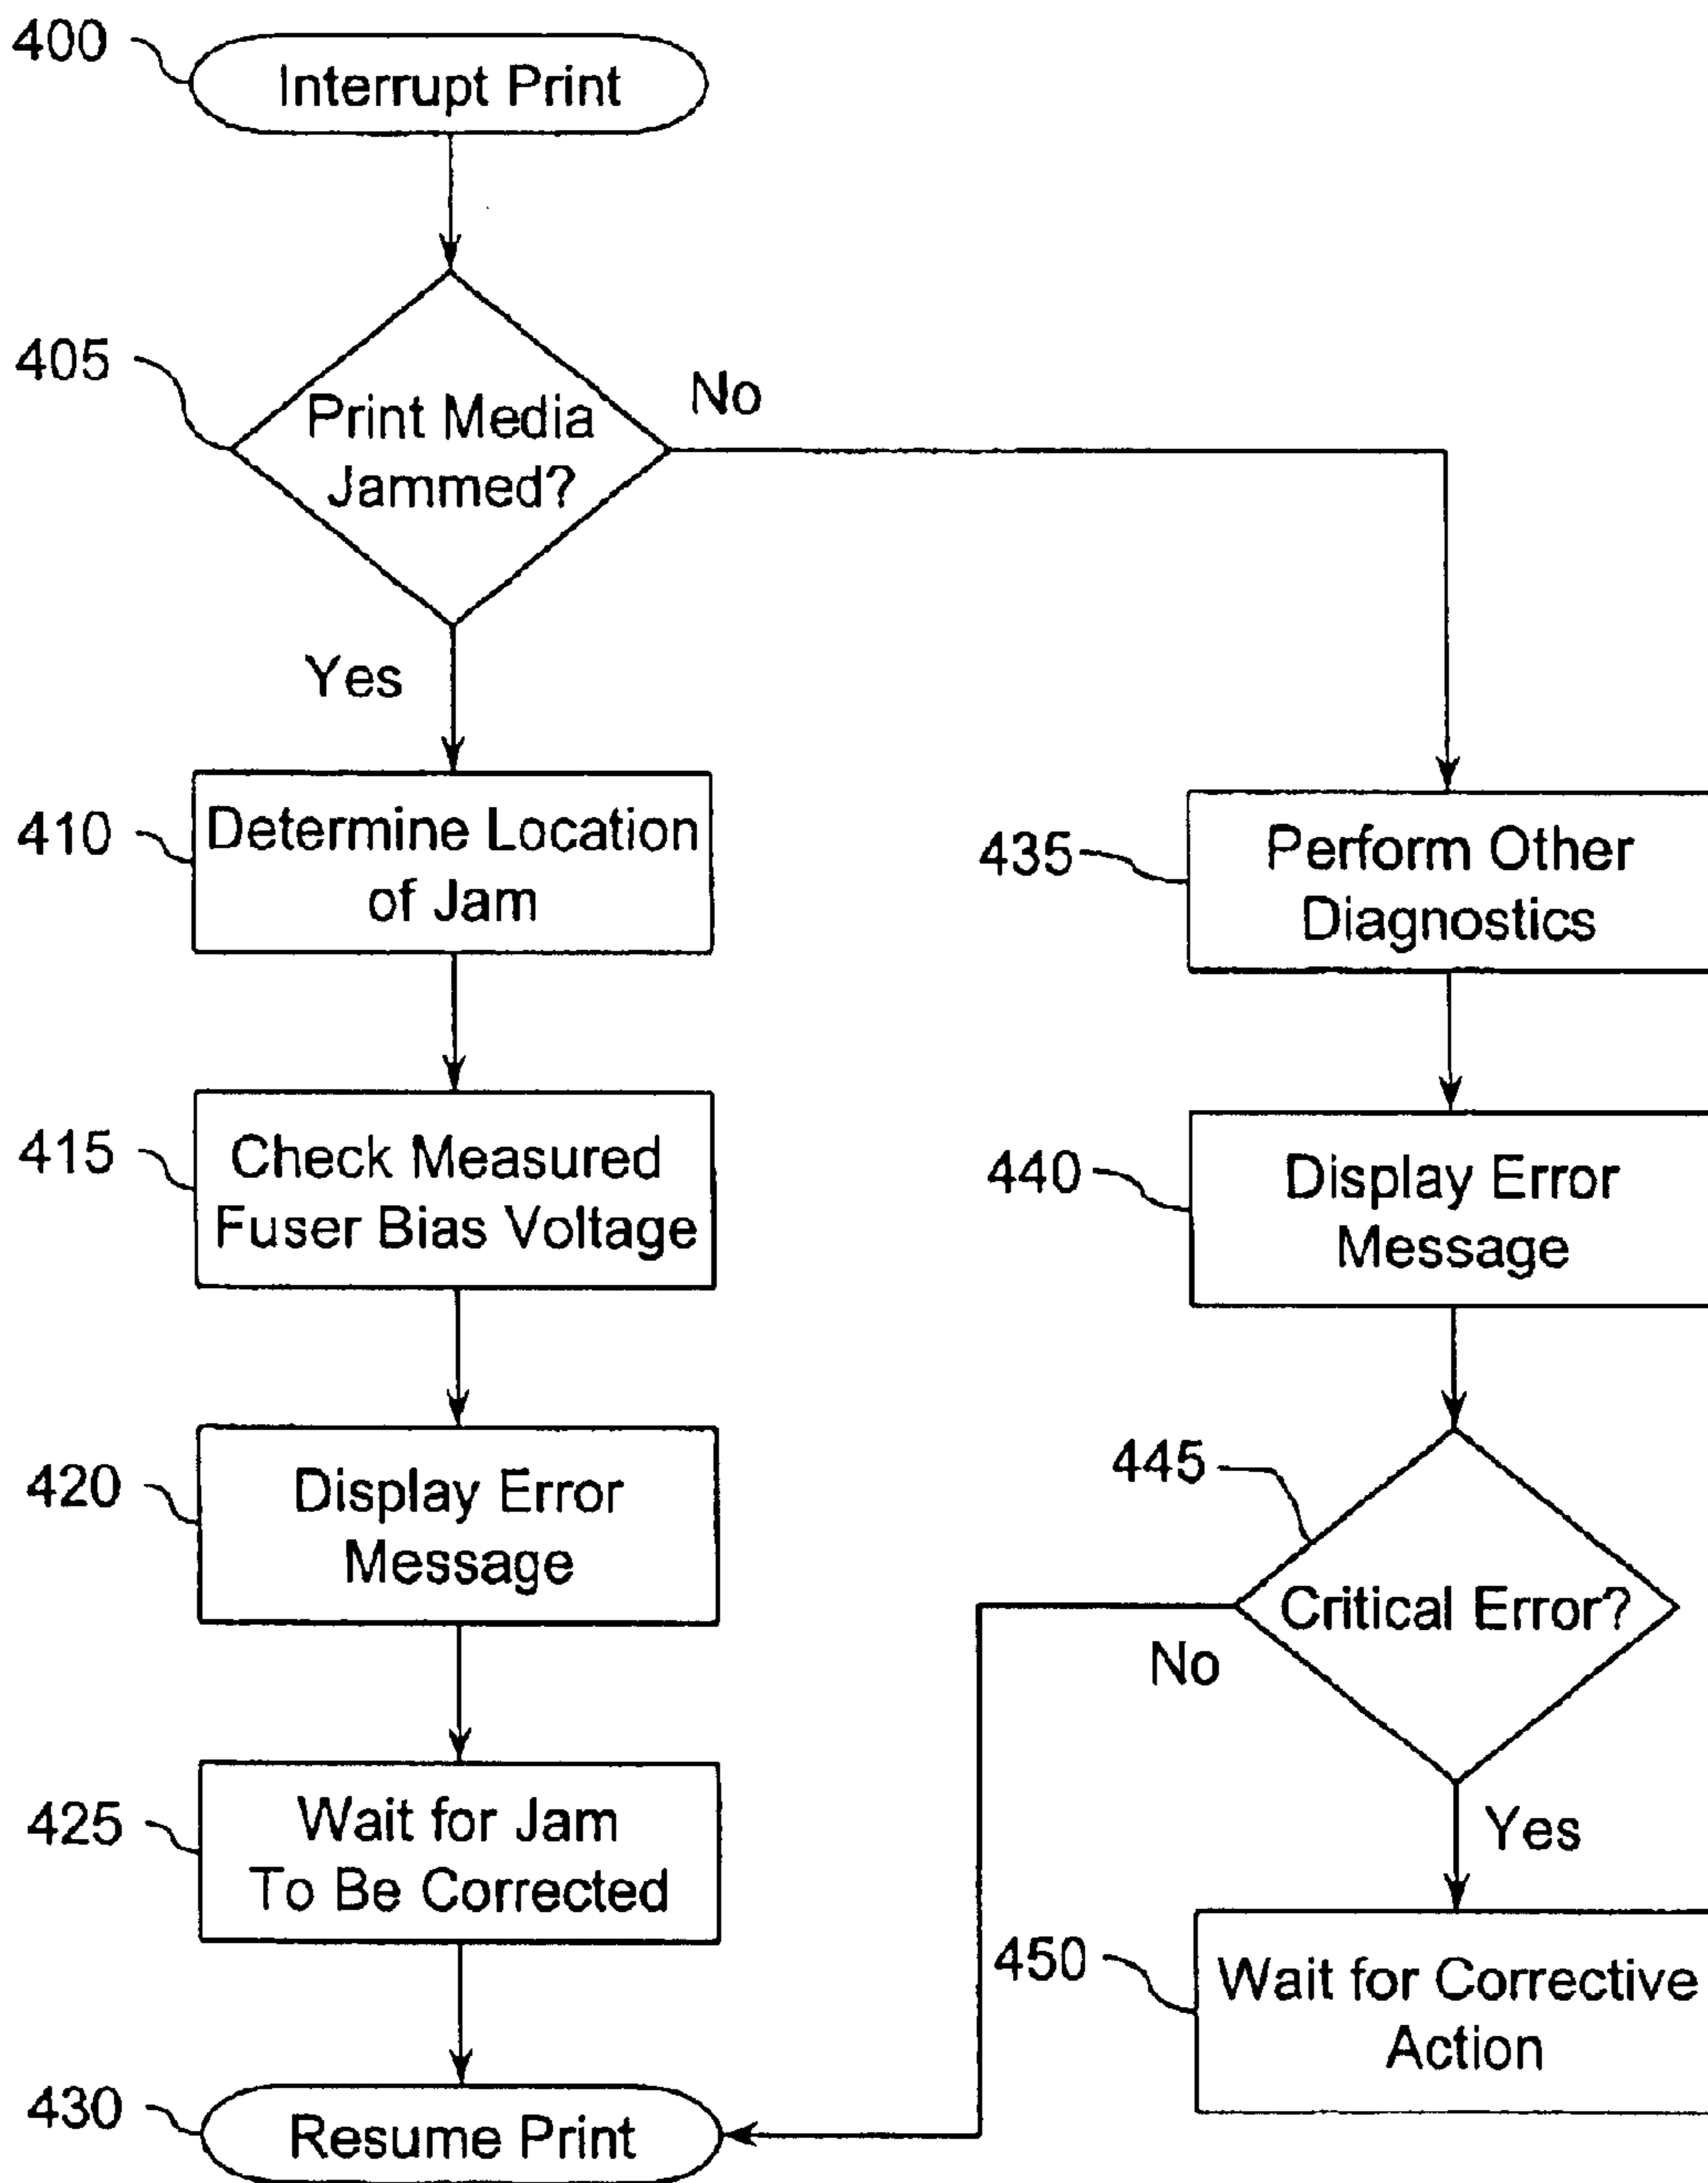 400
Interrupt Print
405
Print Media
Jammed?
No
Yes
410
Determine Location
of Jam
415
Check Measured
Fuser Bias Voltage
420
Display Error
Message
425
Wait for Jam
To Be Corrected
430
Resume Print
435
Perform Other
Diagnostics
440
Display Error
Message
445
Critical Error?
No
Yes
450
Wait for Corrective
Action